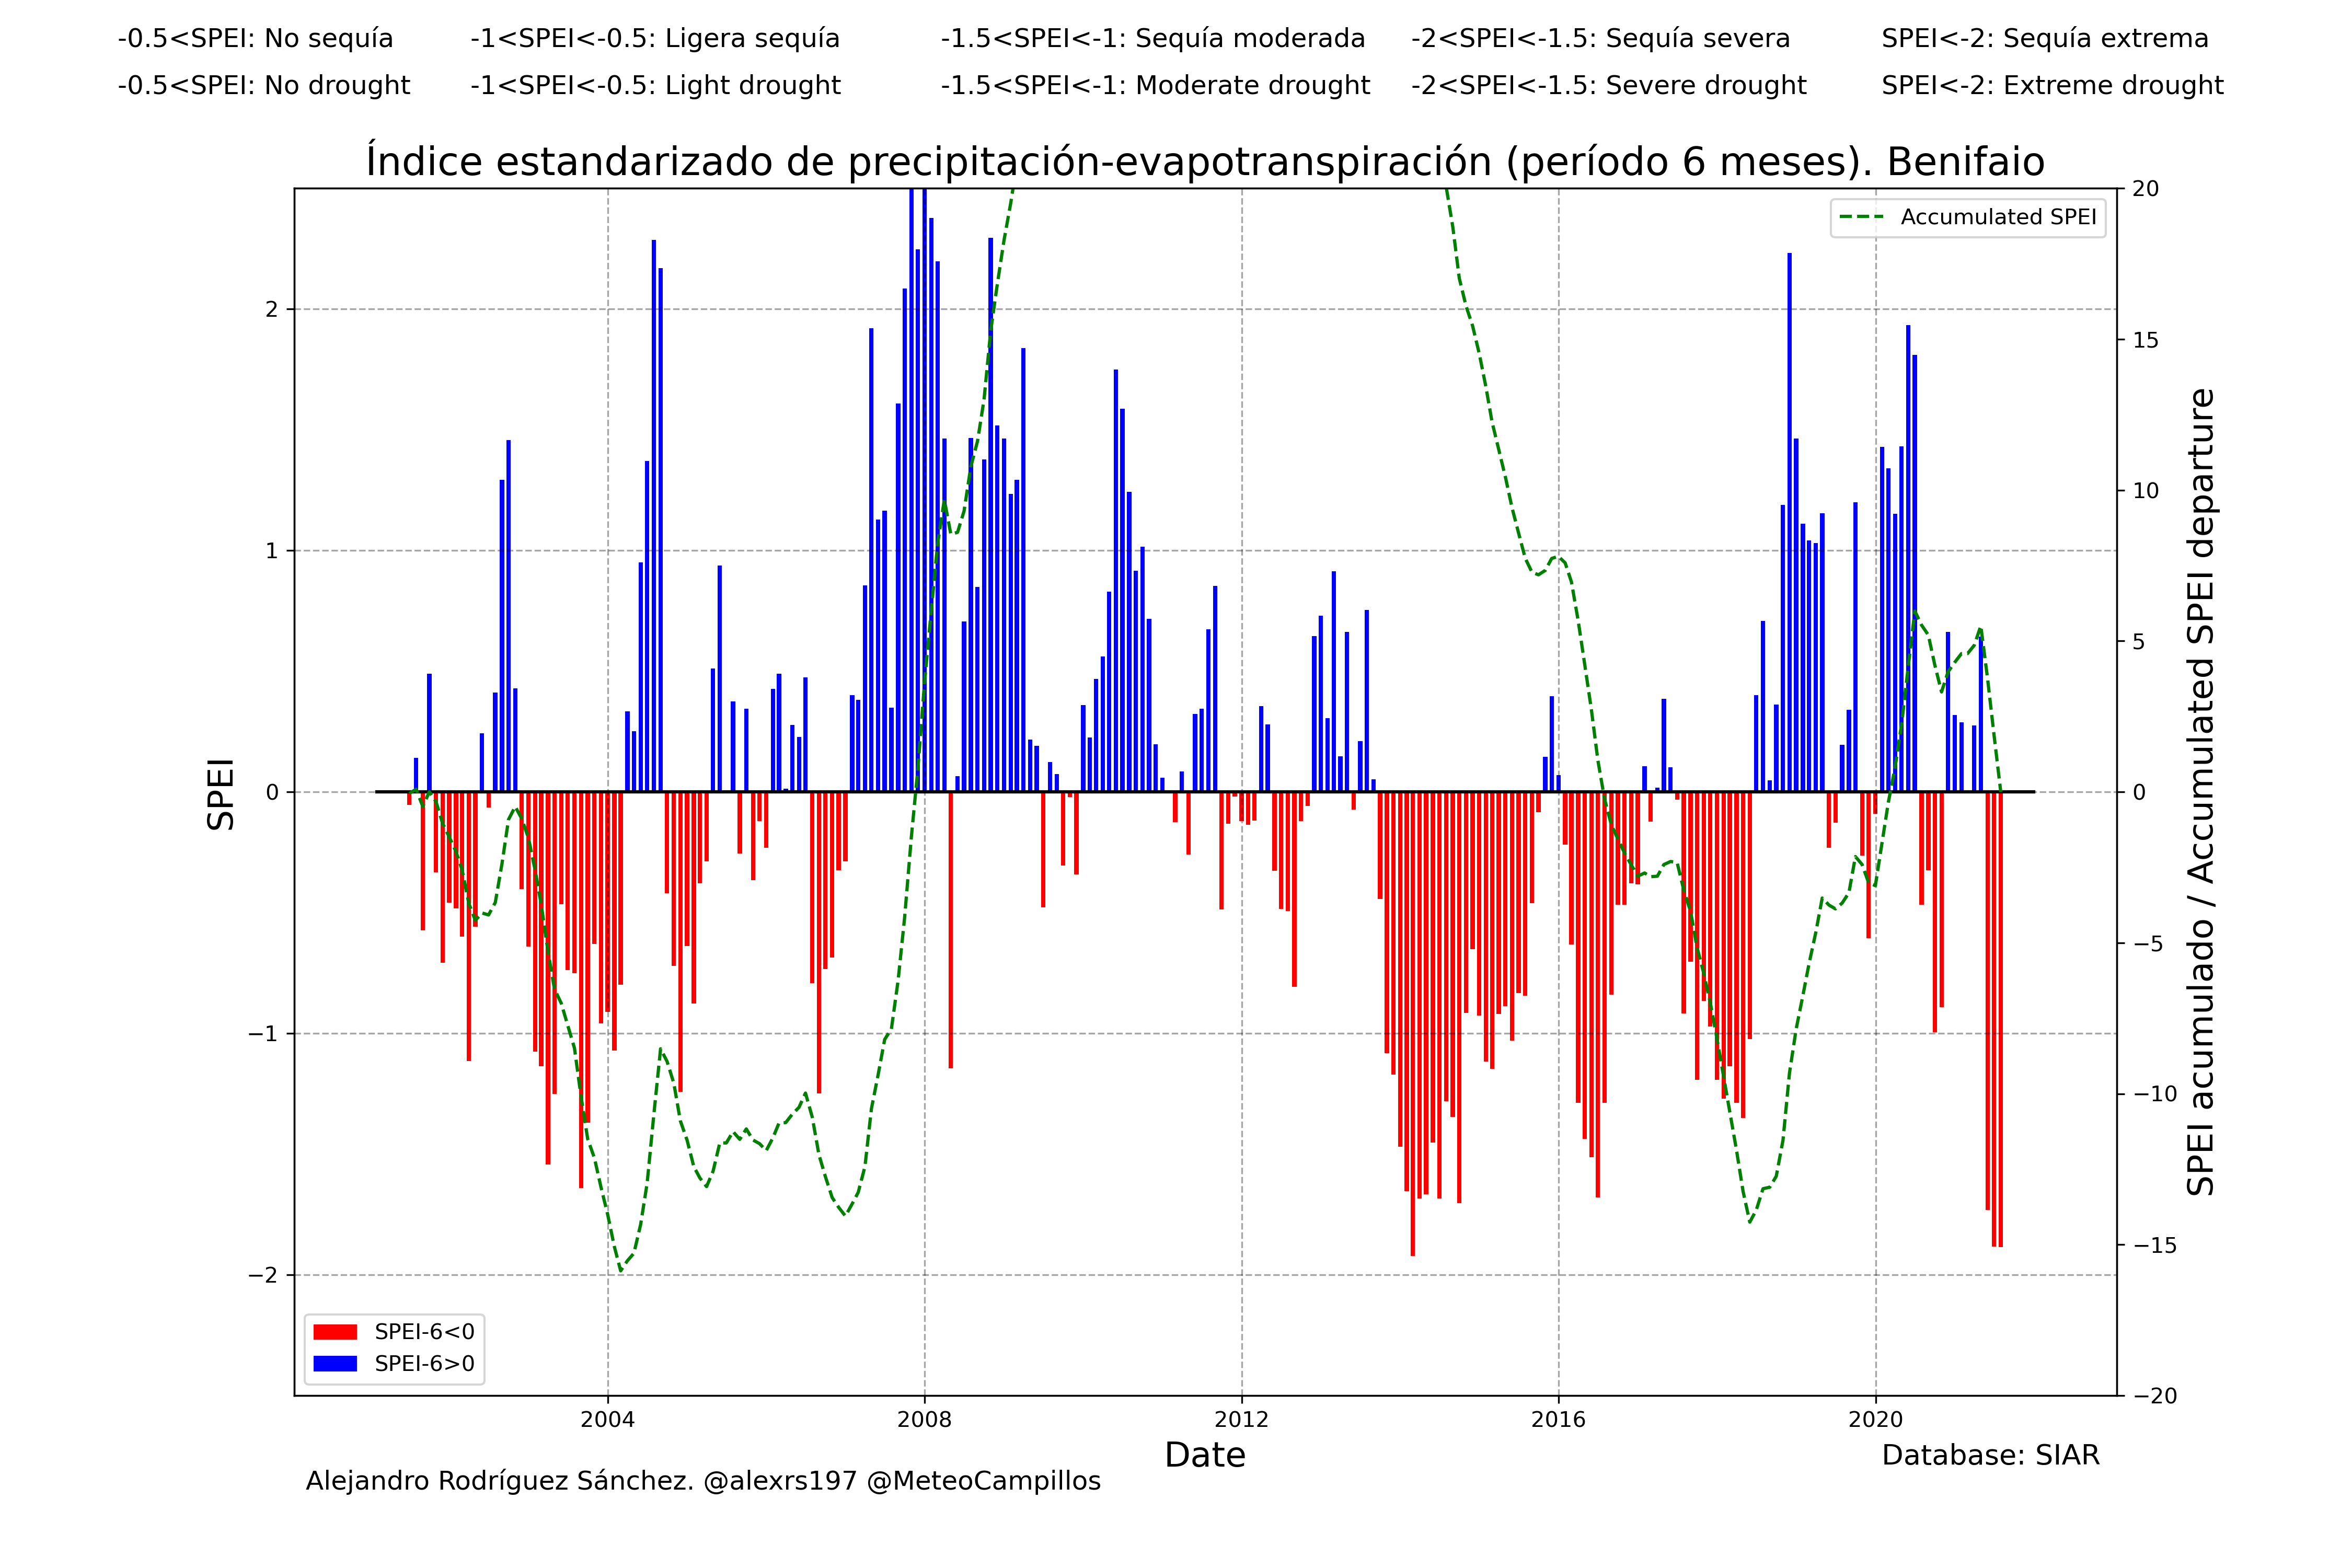 -0.5<SPEI: No sequía -1<SPEI<-0.5: Ligera sequía -1.5<SPEI<-1: Sequía moderada -2<SPEI<-1.5: Sequía severa SPEI<-2: Sequía extrema
-0.5<SPEI: No drought -1<SPEI<-0.5: Light drought -1.5<SPEI<-1: Moderate drought -2<SPEI<-1.5: Severe drought SPEI<-2: Extreme drought
Índice estandarizado de precipitación-evapotranspiración (período 6 meses). Benifaio
Accumulated SPEI
SPEI
2
1
0
−1
−2
20
15
10
5
0
−5
−10
−15
−20
SPEI acumulado / Accumulated SPEI departure
SPEI-6<0
SPEI-6>0
2004 2008 2012 2016 2020
Date
Database: SIAR
Alejandro Rodríguez Sánchez. @alexrs197 @MeteoCampillos